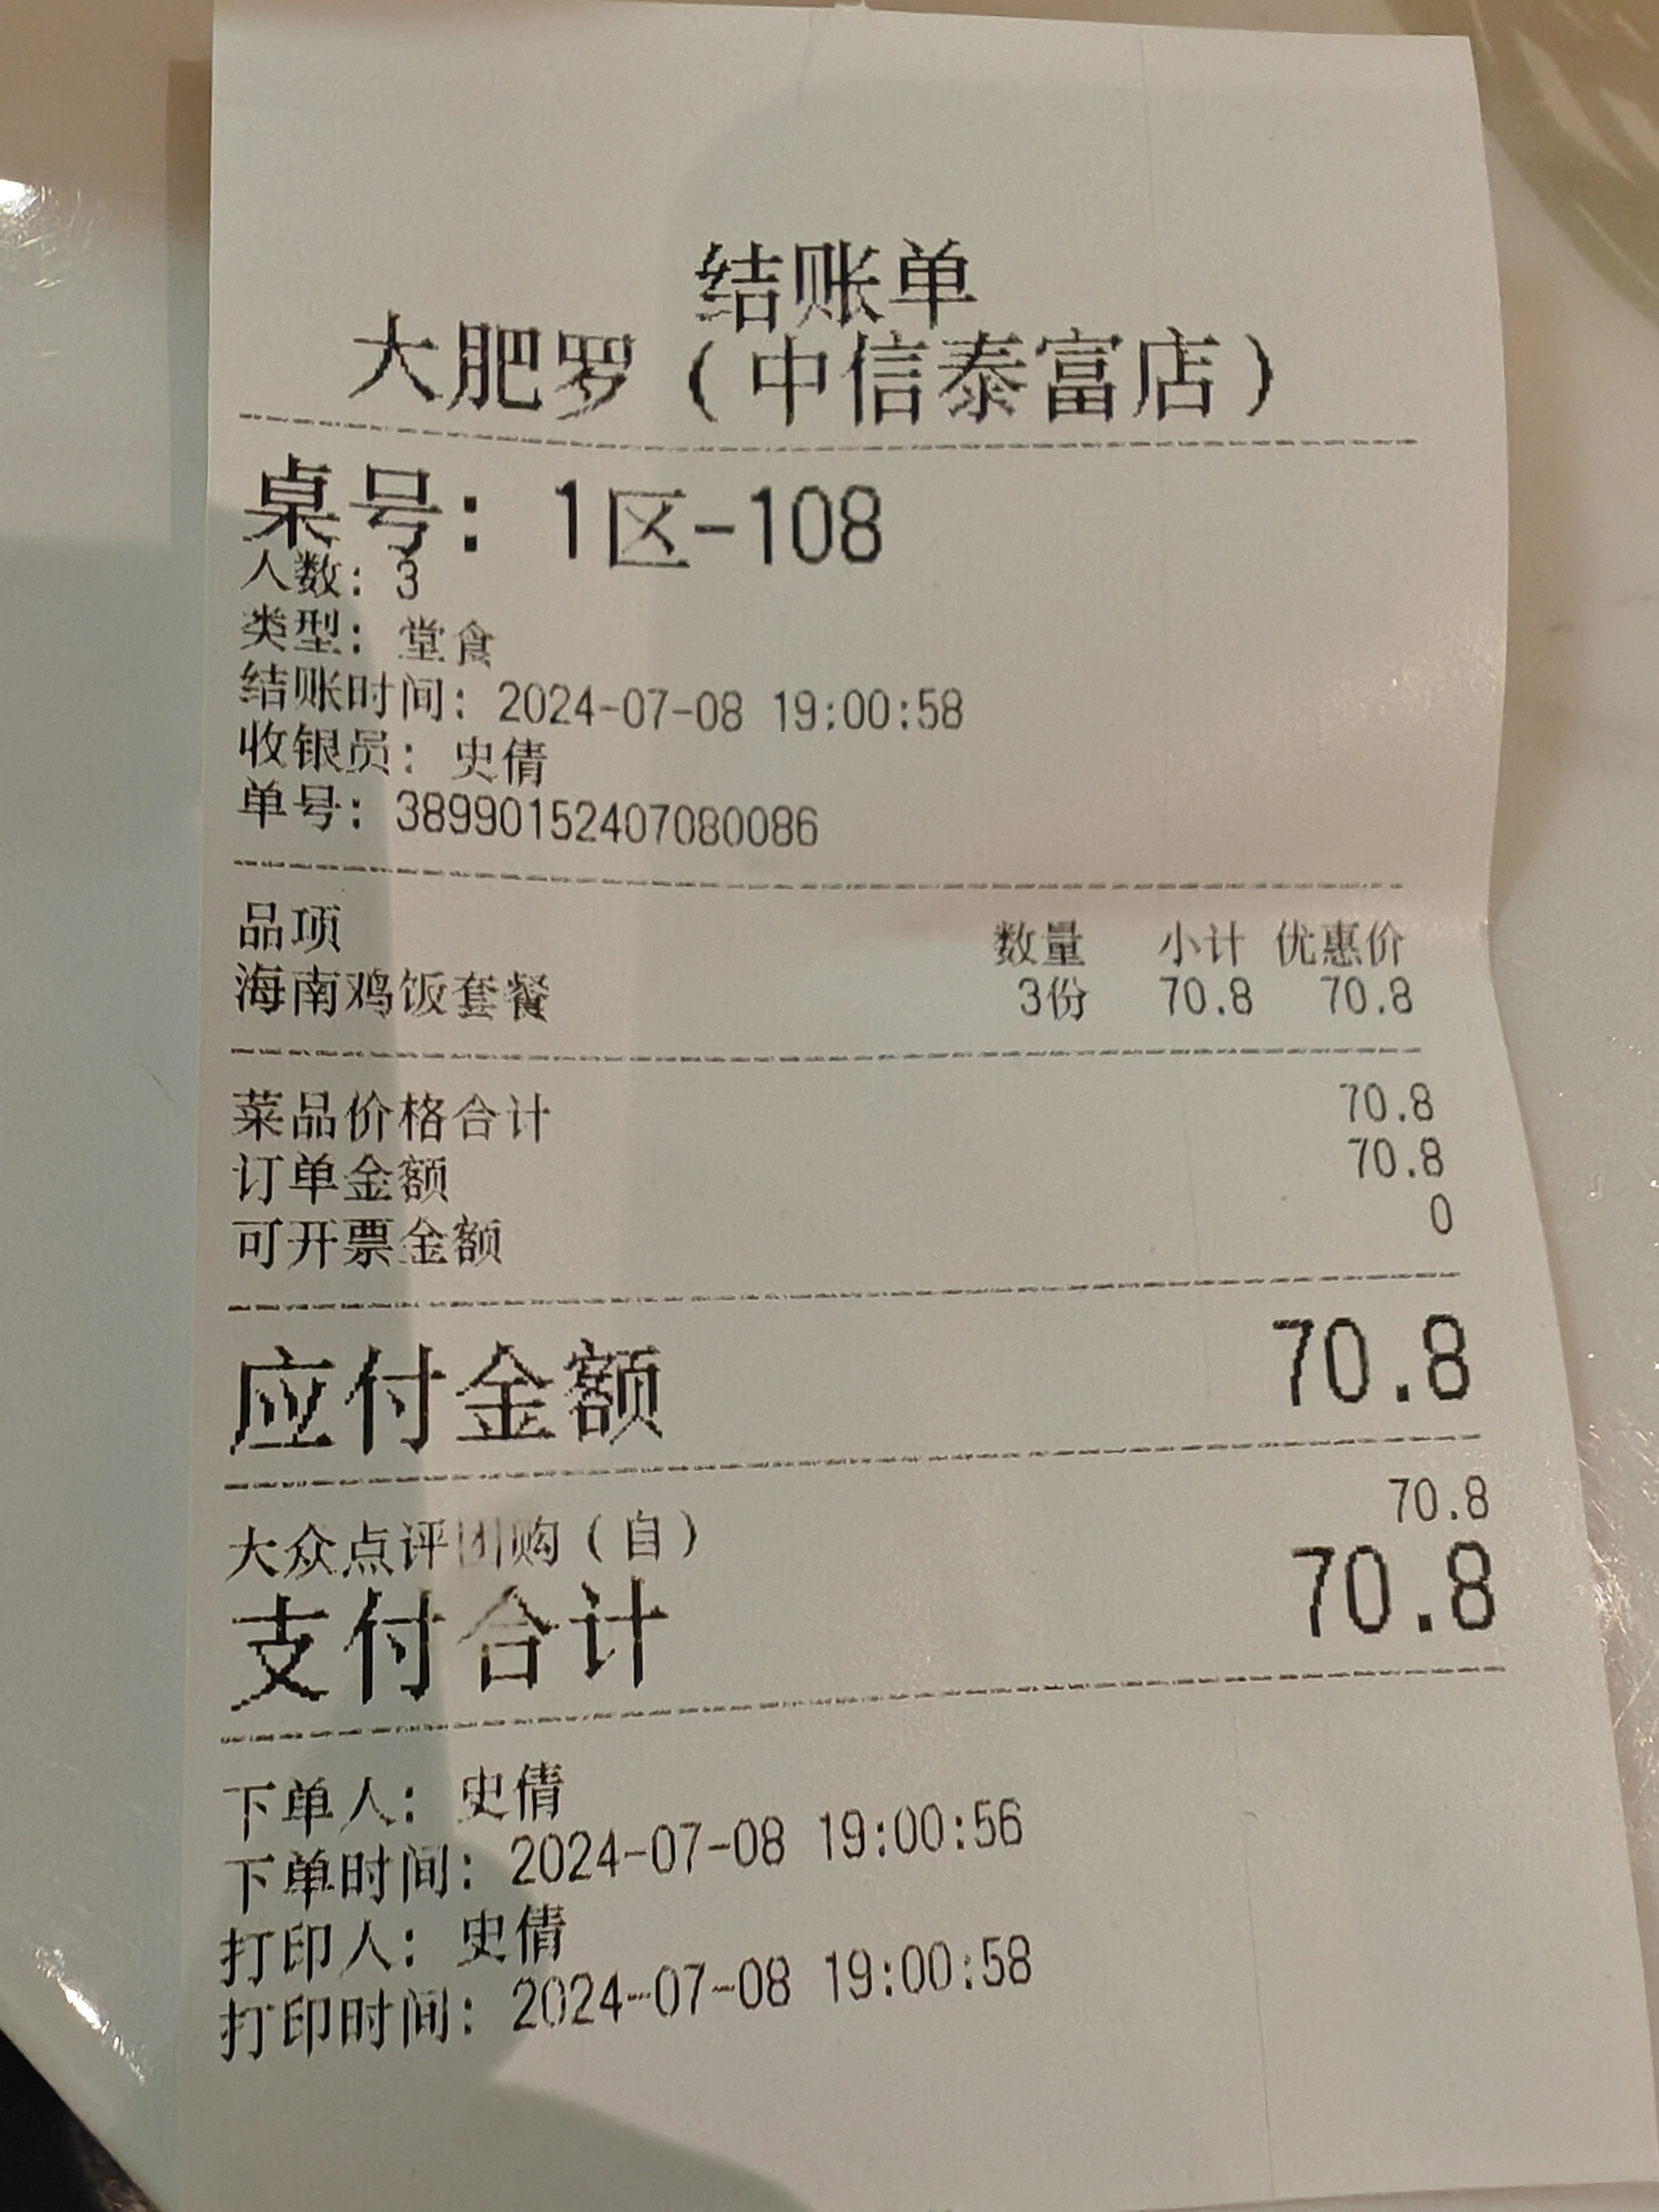 结账单
大肥罗(中信泰富店)
桌号: 1区-108
人数: 3
类型: 堂食
结账时间: 2024-07-08 19:00:58
收银员: 史倩
单号: 38990152407080086
品项 数量 小计 优惠价
海南鸡饭套餐 3份 70.8 70.8
菜品价格合计 70.8
订单金额 70.8
可开票金额 0
应付金额 70.8
大众点评团购(自) 70.8
支付合计 70.8
下单人: 史倩
下单时间: 2024-07-08 19:00:56
打印人: 史倩
打印时间: 2024-07-08 19:00:58